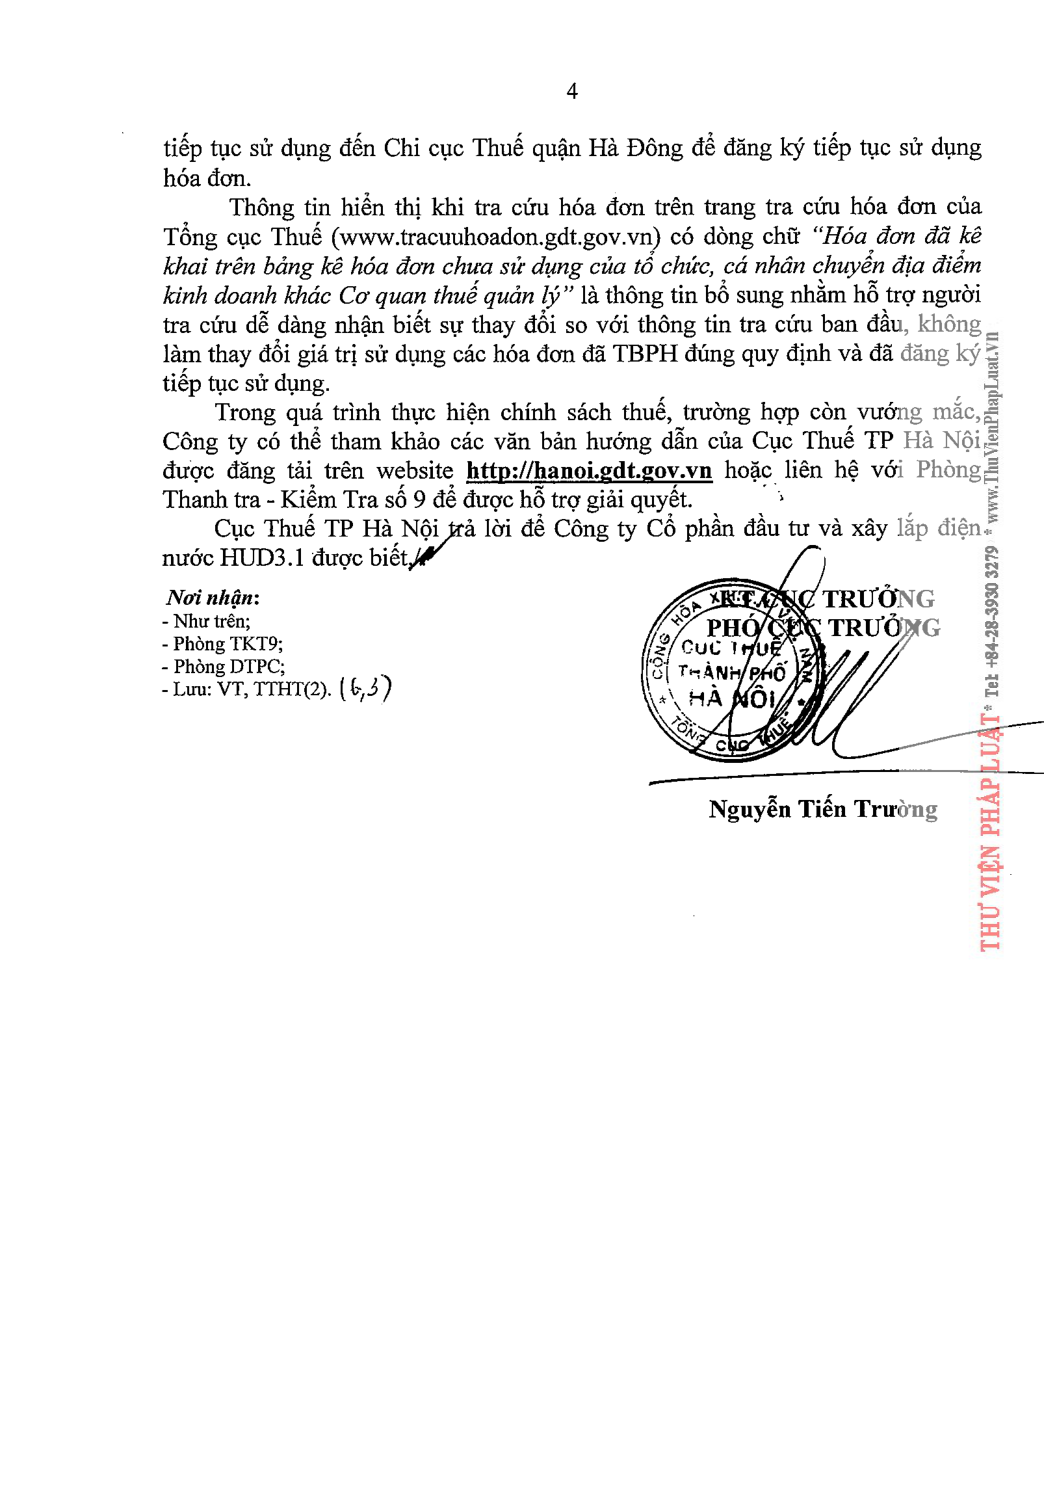 4
tiếp tục sử dụng đến Chi cục Thuế quận Hà Đông để đăng ký tiếp tục sử dụng
hóa đơn.
Thông tin hiển thị khi tra cứu hóa đơn trên trang tra cứu hóa đơn của
Tổng cục Thuế (www.tracuuhoadon.gdt.gov.vn) có dòng chữ “Hóa đơn đã kê
khai trên bảng kê hóa đơn chưa sử dụng của tổ chức, cá nhân chuyển địa điểm
kinh doanh khác Cơ quan thuế quản lý” là thông tin bổ sung nhằm hỗ trợ người
tra cứu dễ dàng nhận biết sự thay đổi so với thông tin tra cứu ban đầu, không
làm thay đổi giá trị sử dụng các hóa đơn đã TBPH đúng quy định và đã đăng ký
tiếp tục sử dụng.
Trong quá trình thực hiện chính sách thuế, trường hợp còn vướng mắc,
Công ty có thể tham khảo các văn bản hướng dẫn của Cục Thuế TP Hà Nội
được đăng tải trên website http://hanoi.gdt.gov.vn hoặc liên hệ với Phòng
Thanh tra - Kiểm Tra số 9 để được hỗ trợ giải quyết.
Cục Thuế TP Hà Nội trả lời để Công ty Cổ phần đầu tư và xây lắp điện
nước HUD3.1 được biết./.
Nơi nhận:
- Như trên;
- Phòng TKT9;
- Phòng DTPC;
- Lưu: VT, TTHT(2). (6,3)
KT.CỤC TRƯỞNG
PHÓ CỤC TRƯỞNG
CỘNG HÒA X.H.C.N VIỆT NAM
CỤC THUẾ
THÀNH PHỐ
HÀ NỘI
TỔNG CỤC THUẾ
Nguyễn Tiến Trường
THƯ VIỆN PHÁP LUẬT * Tel: +84-28-3930 3279 * www.ThuVienPhapLuat.vn